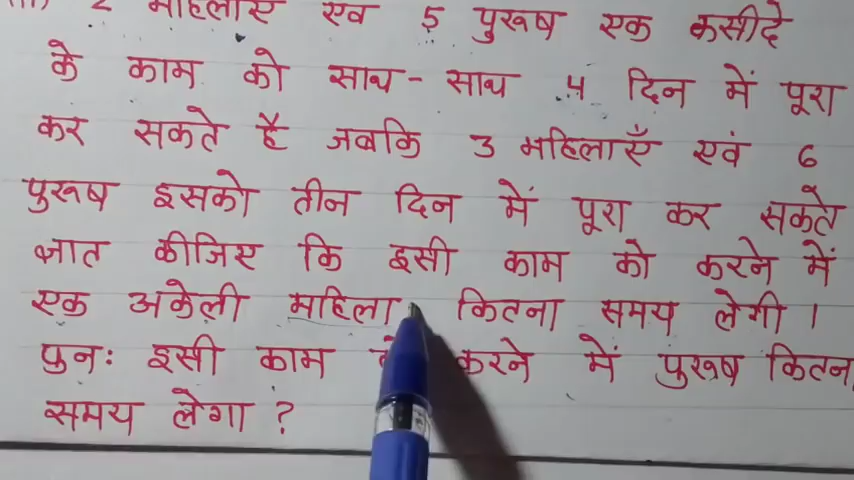 2 महिलाएँ एवं 5 पुरूष एक कसीदे
के काम को साथ - साथ 4 दिन में पूरा
कर सकते है जबकि 3 महिलाएँ एवं 6
पुरूष इसको तीन दिन में पूरा कर सकते
ज्ञात कीजिए कि इसी काम को करने में
एक अकेली महिला कितना समय लेगी ।
पुनः इसी काम करने में पुरूष कितन
समय लेगा ?